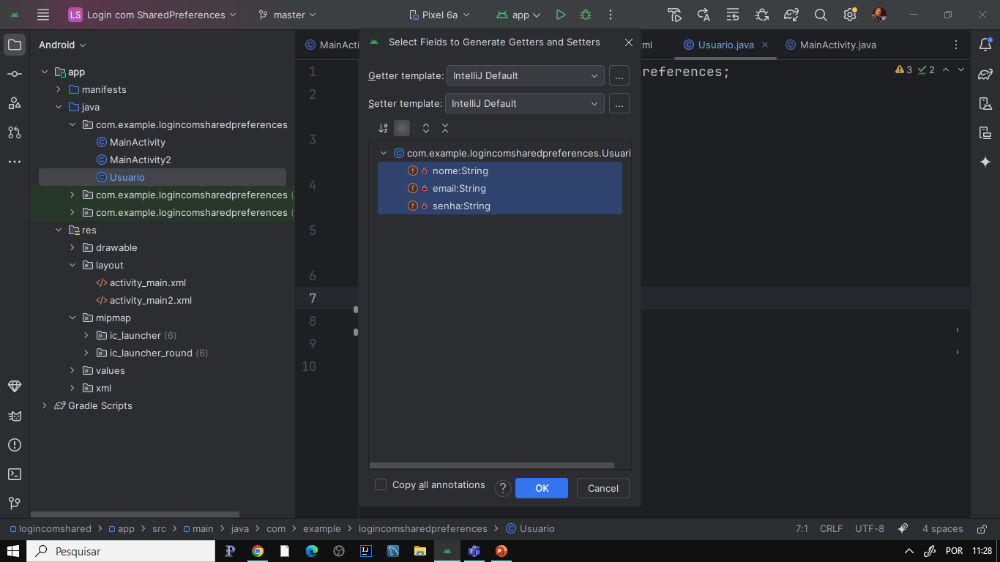 LS Login com SharedPreferences
master
Pixel 6a
app
Android
app
manifests
java
com.example.logincomsharedpreferences
MainActivity
MainActivity2
Usuario
com.example.logincomsharedpreferences (
com.example.logincomsharedpreferences (
res
drawable
layout
activity_main.xml
activity_main2.xml
mipmap
ic_launcher (6)
ic_launcher_round (6)
values
xml
Gradle Scripts
MainActi
ml
Usuario.java
MainActivity.java
1
references;
3
2
2
3
4
5
6
7
8
9
10
Select Fields to Generate Getters and Setters
Getter template: IntelliJ Default ...
Setter template: IntelliJ Default ...
com.example.logincomsharedpreferences.Usuari
nome:String
email:String
senha:String
Copy all annotations
?
OK
Cancel
logincomshared > app > src > main > java > com > example > logincomsharedpreferences > Usuario
7:1 CRLF UTF-8 4 spaces
Pesquisar
POR 11:28